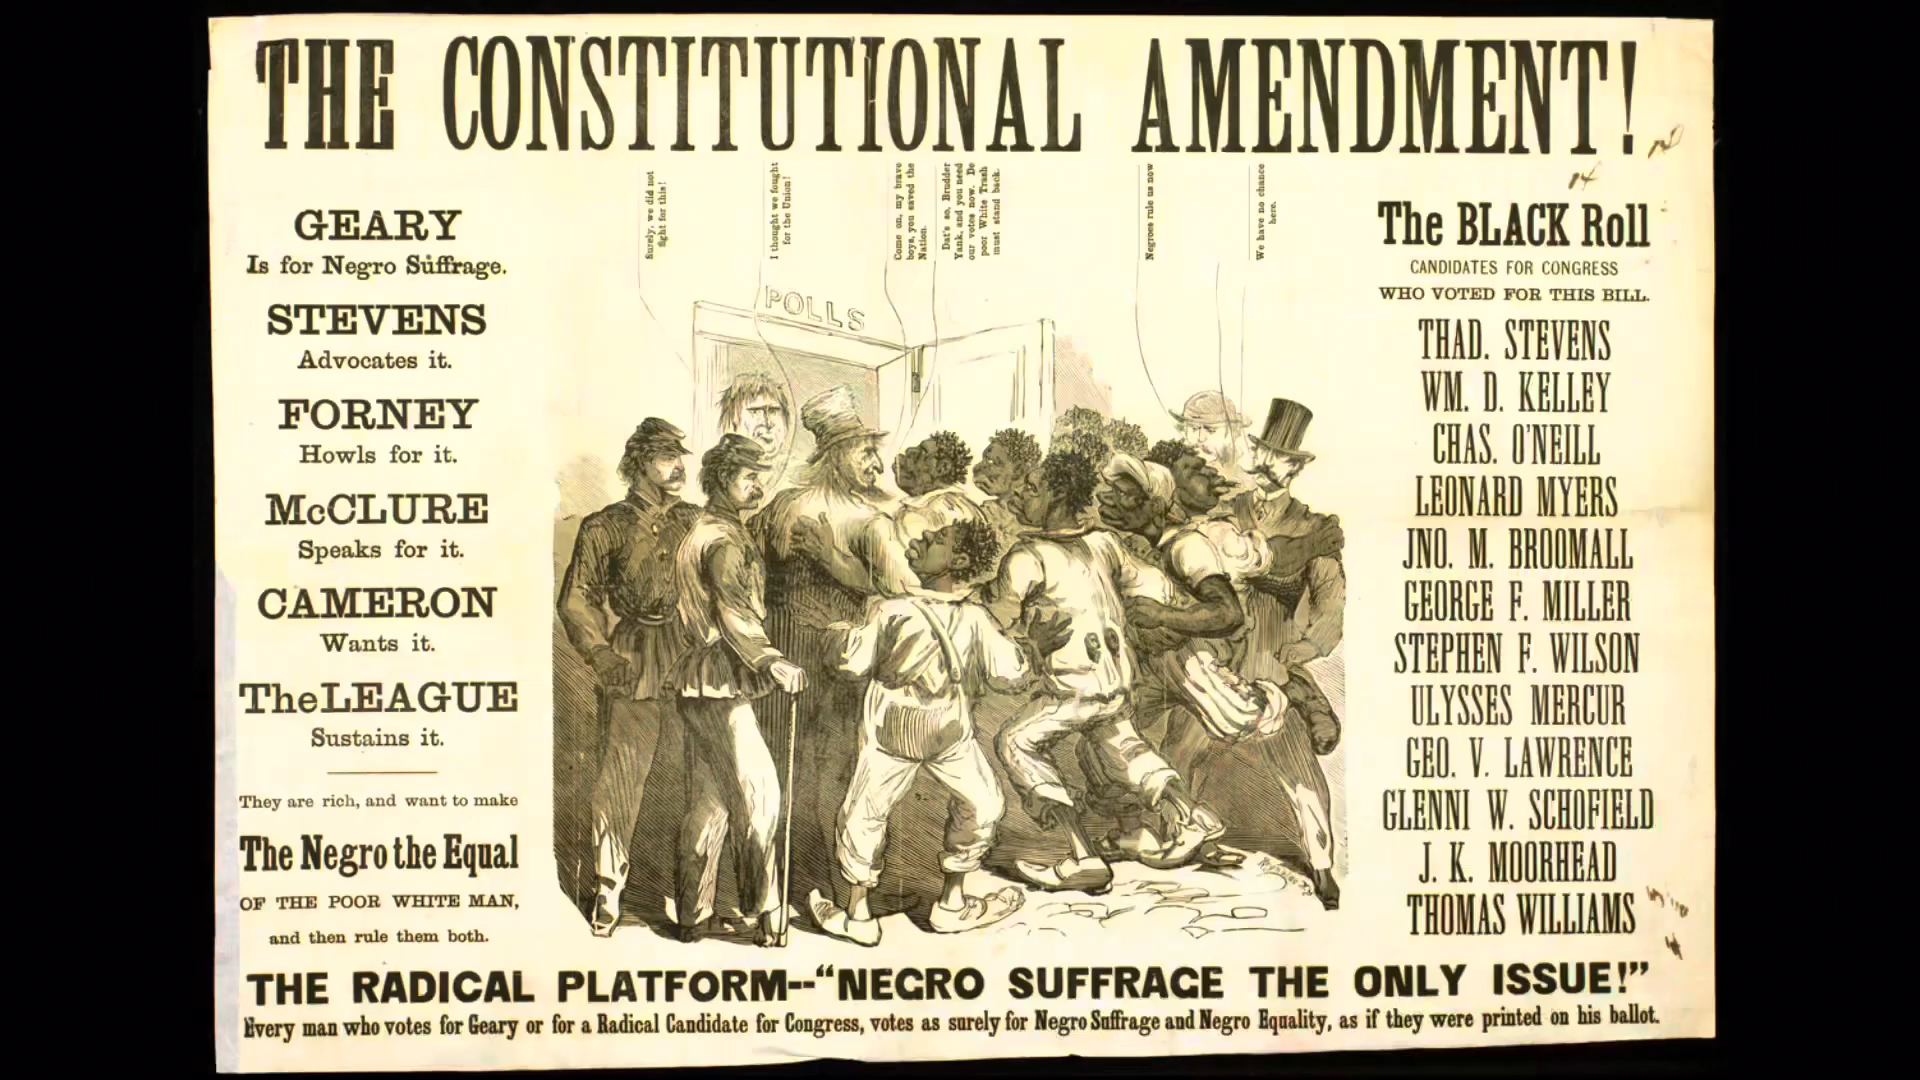 THE CONSTITUTIONAL AMENDMENT!
GEARY
Is for Negro Suffrage.
STEVENS
Advocates it.
FORNEY
Howls for it.
McCLURE
Speaks for it.
CAMERON
Wants it.
The LEAGUE
Sustains it.
They are rich, and want to make
The Negro the Equal
OF THE POOR WHITE MAN,
and then rule them both.
Surely, we did not
fight for this!
I thought we fought
for the Union!
Come on, my brave
boys, you saved the
Nation.
Dat's so, Brudder
Yank, and you need
our votes now. De
poor White Trash
must stand back.
Negroes rule us now
We have no chance
here.
POLLS
The BLACK Roll
CANDIDATES FOR CONGRESS
WHO VOTED FOR THIS BILL.
THAD. STEVENS
WM. D. KELLEY
CHAS. O'NEILL
LEONARD MYERS
JNO. M. BROOMALL
GEORGE F. MILLER
STEPHEN F. WILSON
ULYSSES MERCUR
GEO. V. LAWRENCE
GLENNI W. SCHOFIELD
J. K. MOORHEAD
THOMAS WILLIAMS
THE RADICAL PLATFORM--"NEGRO SUFFRAGE THE ONLY ISSUE!"
Every man who votes for Geary or for a Radical Candidate for Congress, votes as surely for Negro Suffrage and Negro Equality, as if they were printed on his ballot.